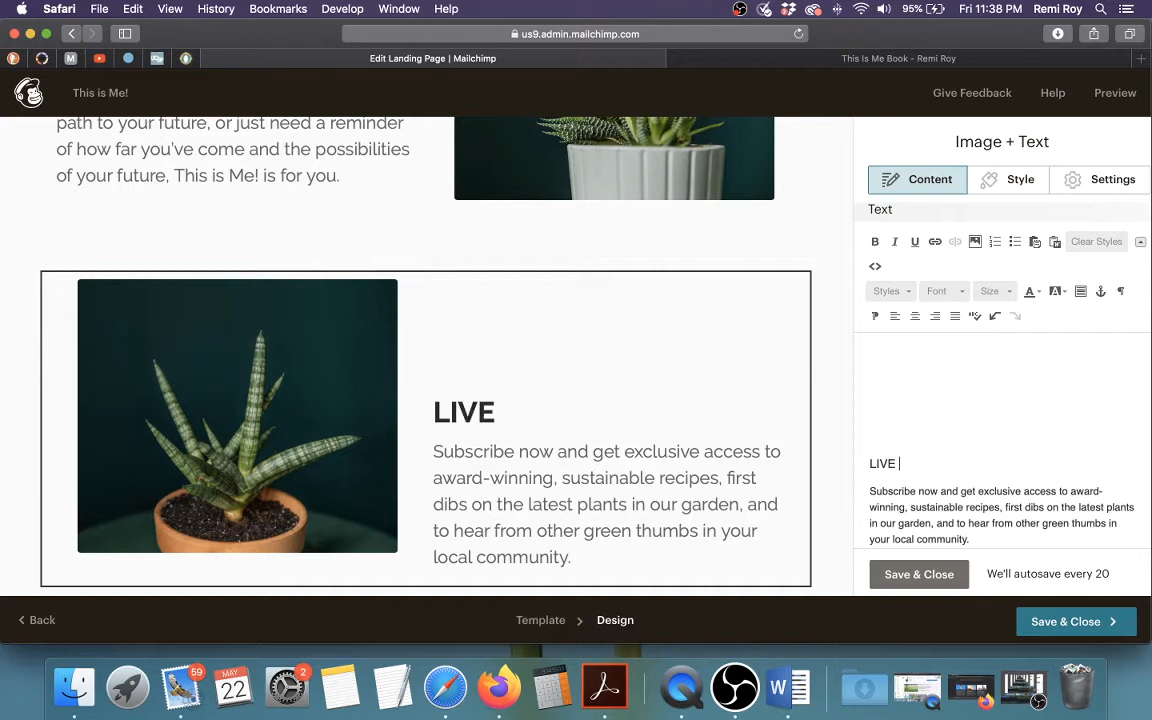 Safari File Edit View History Bookmarks Develop Window Help 95% Fri 11:38 PM Remi Roy
us9.admin.mailchimp.com
M Edit Landing Page | Mailchimp This Is Me Book - Remi Roy
This is Me! Give Feedback Help Preview
path to your future, or just need a reminder
of how far you've come and the possibilities
of your future, This is Me! is for you.
LIVE
Subscribe now and get exclusive access to
award-winning, sustainable recipes, first
dibs on the latest plants in our garden, and
to hear from other green thumbs in your
local community.
Image + Text
Content Style Settings
Text
B I U Clear Styles
Styles Font Size A A
LIVE
Subscribe now and get exclusive access to award-
winning, sustainable recipes, first dibs on the latest plants
in our garden, and to hear from other green thumbs in
your local community.
Save & Close We'll autosave every 20
Back Template Design Save & Close
59 MAY 22 2 W